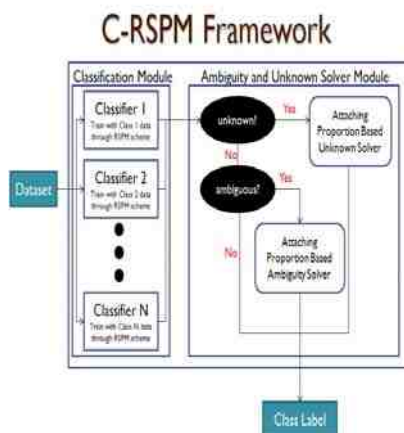 C-RSPM Framework
Classification Module
Ambiguity and Unknown Solver Module
Dataset
Classifier 1
Train with Class 1 data
through RSPM scheme
Classifier 2
Train with Class 2 data
through RSPM scheme
Classifier N
Train with Class N data
through RSPM scheme
unknown?
Yes
Attaching
Proportion Based
Unknown Solver
No
ambiguous?
Yes
Attaching
Proportion Based
Ambiguity Solver
No
Class Label